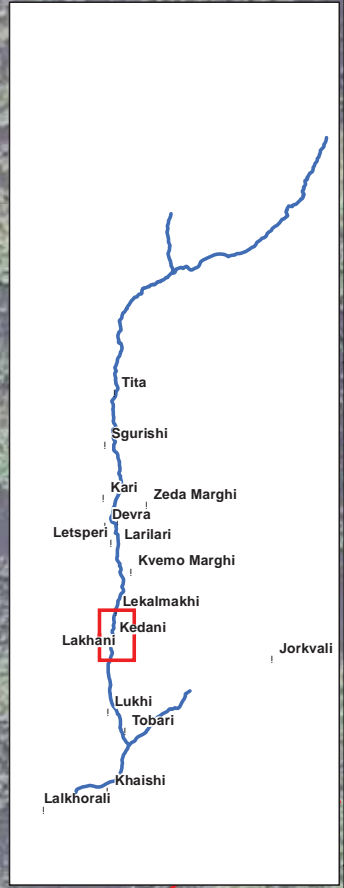 Tita
Sgurishi
Kari
Zeda Marghi
Devra
Letsperi
Larilari
Kvemo Marghi
Lekalmakhi
Kedani
Lakhani
Jorkvali
Lukhi
Tobari
Khaishi
Lalkhorali